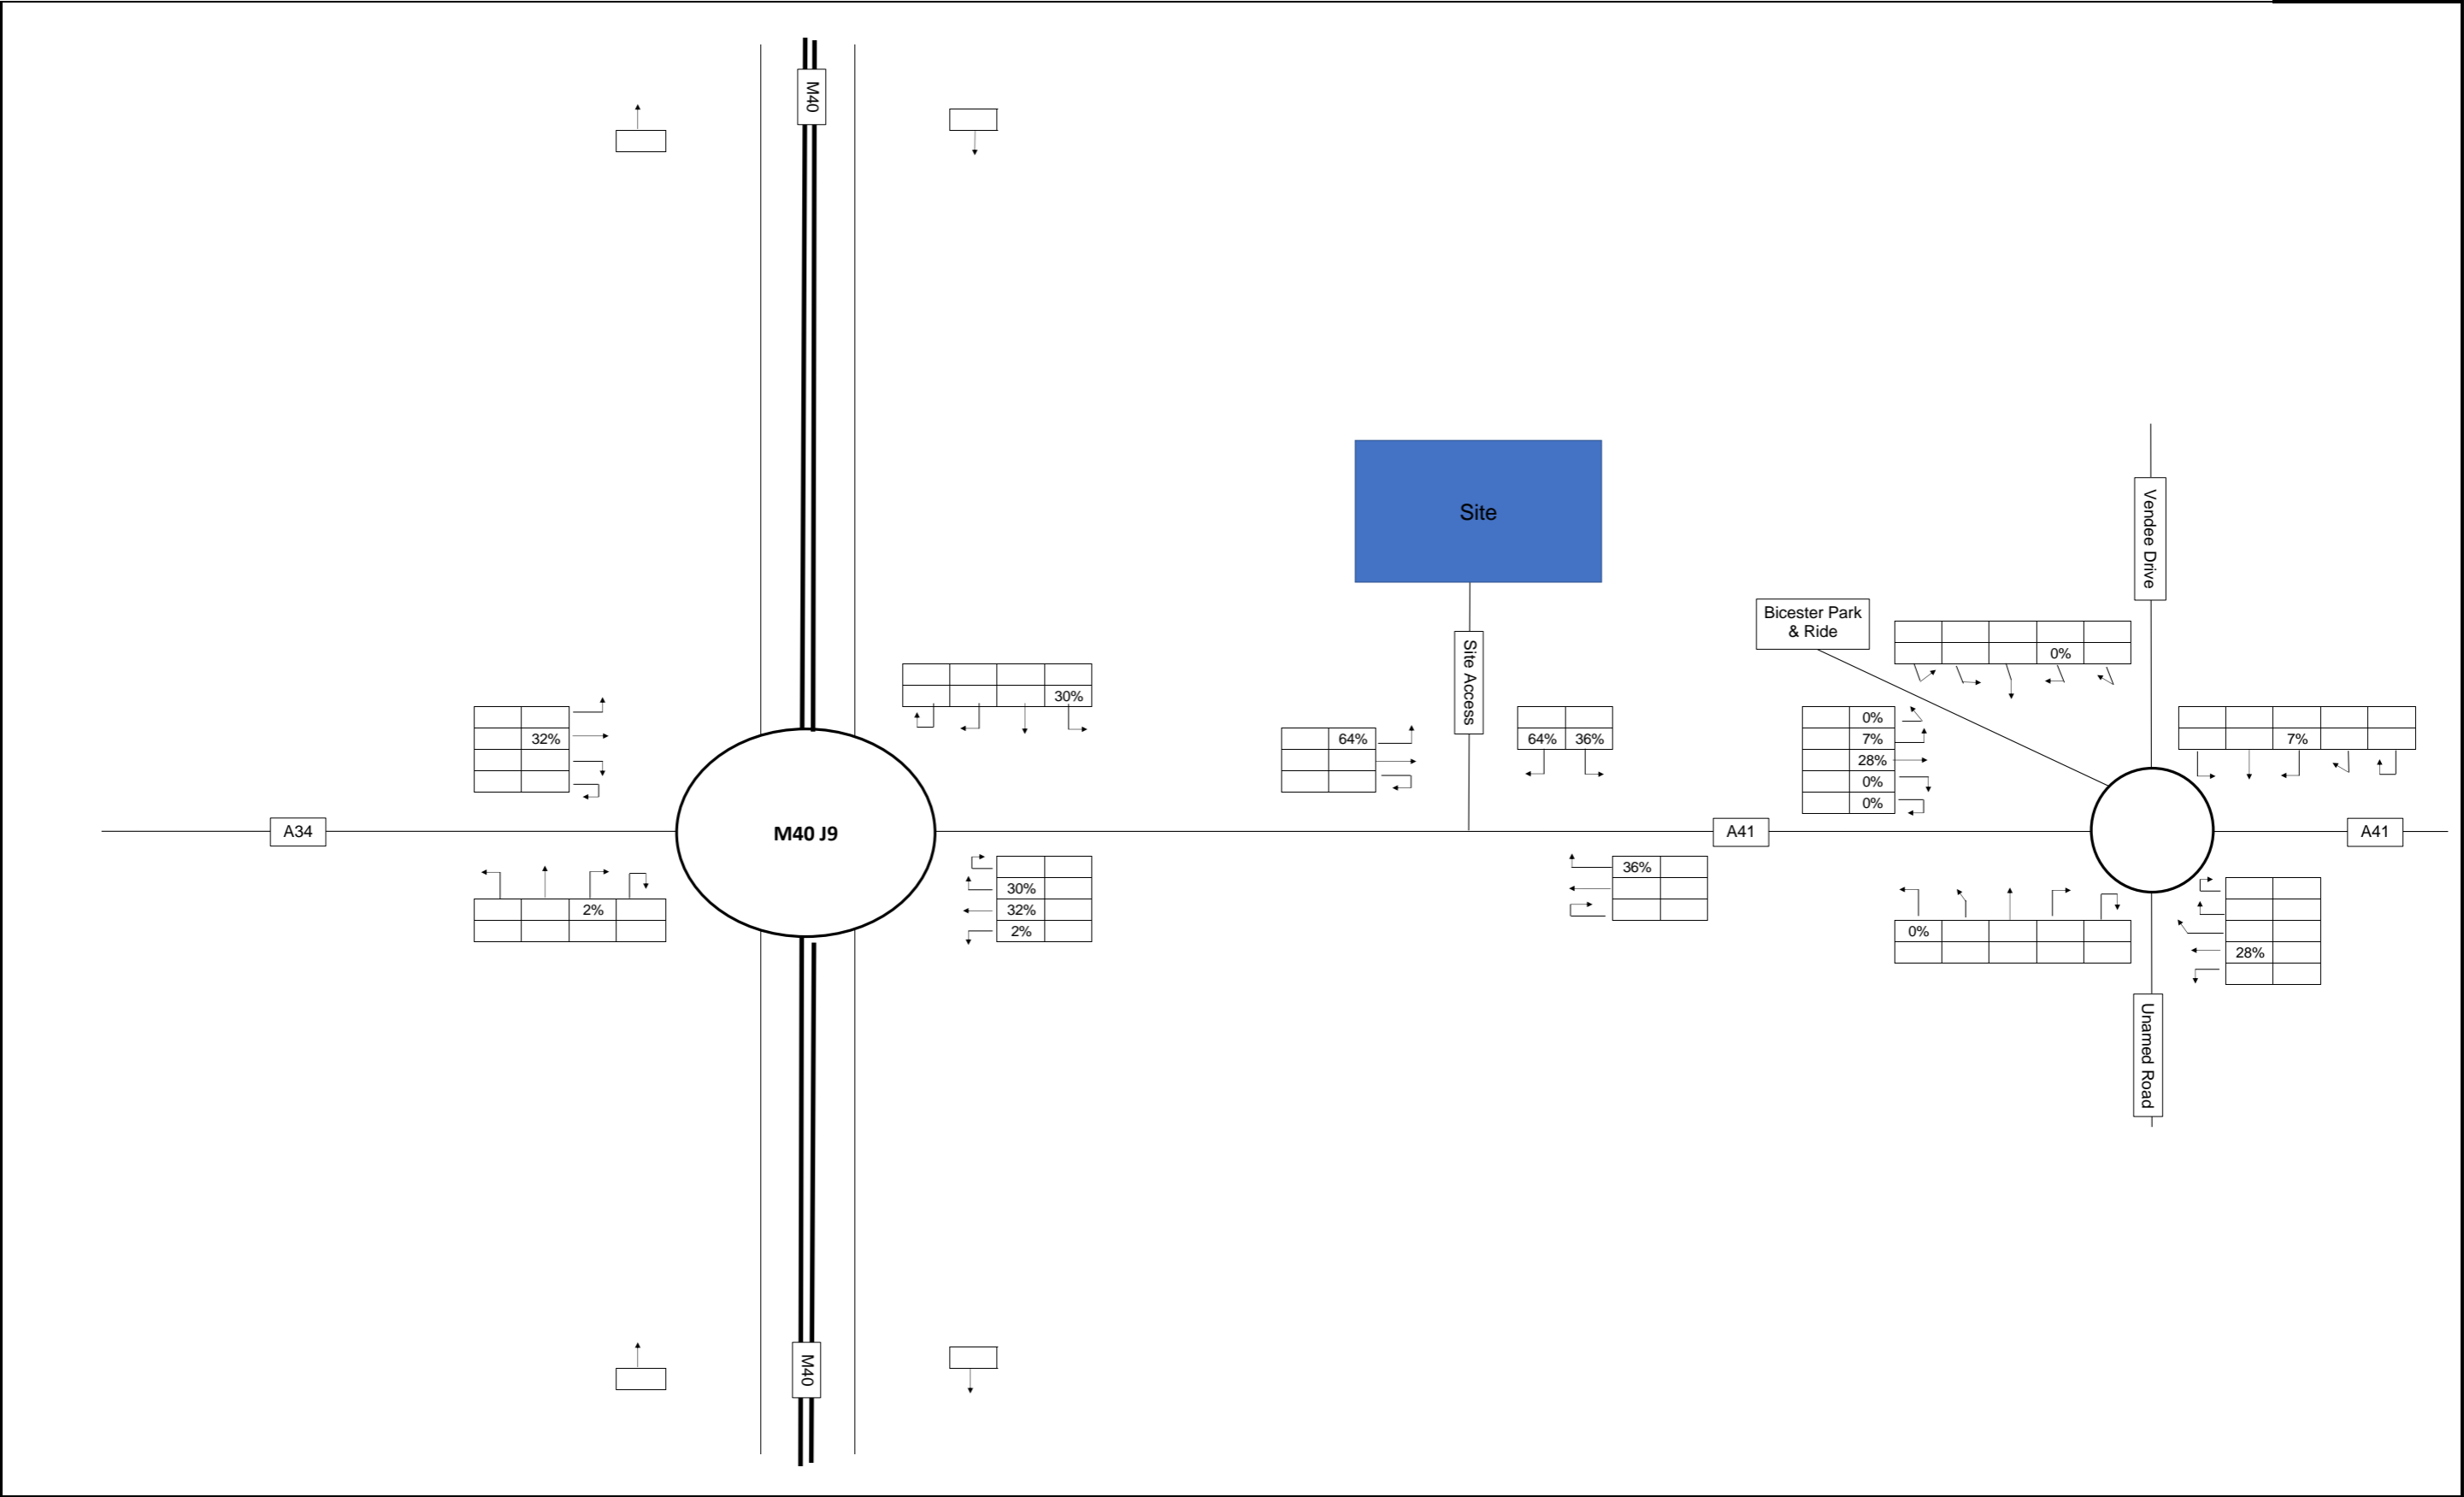 M40
Site
Vendee Drive
Bicester Park
& Ride
0%
Site Access
30%
32%
64%
64% 36%
0%
7%
28%
0%
0%
7%
A34
M40 J9
A41
A41
2%
30%
32%
2%
36%
0%
28%
Unamed Road
M40